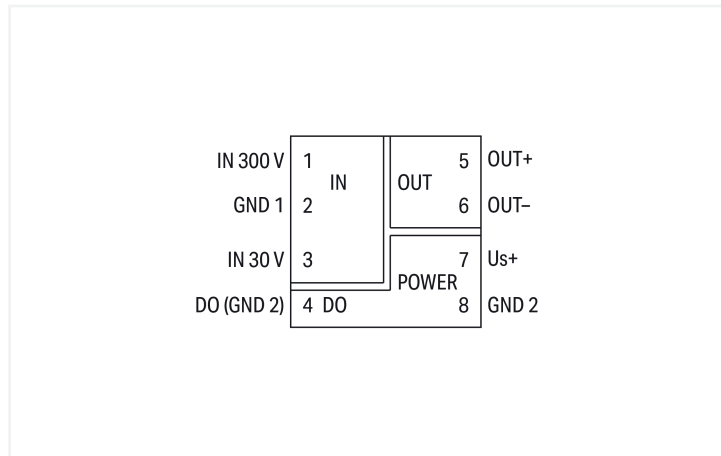 IN 300 V 1 5 OUT+
IN OUT
GND 1 2 6 OUT–
IN 30 V 3 7 Us+
POWER
DO (GND 2) 4 DO 8 GND 2